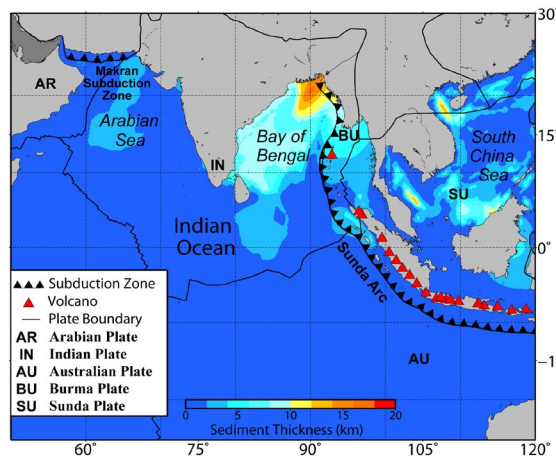 30
AR
Makran
Subduction
Zone
Arabian
Sea
IN
Bay of
Bengal
BU
15
South
China
Sea
SU
Indian
Ocean
0°
Sunda Arc
Subduction Zone
Volcano
Plate Boundary
AR Arabian Plate
IN Indian Plate
AU Australian Plate
BU Burma Plate
SU Sunda Plate
AU
-1
0 5 10 15 20
Sediment Thickness (km)
60° 75° 90° 105° 120